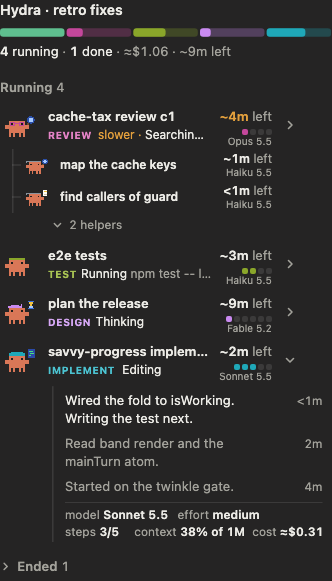 Hydra · retro fixes
4 running · 1 done · ≈$1.06 · ~9m left
Running 4
cache-tax review c1 ~4m left
REVIEW slower · Searchin...
Opus 5.5
map the cache keys ~1m left
Haiku 5.5
find callers of guard <1m left
Haiku 5.5
2 helpers
e2e tests ~3m left
TEST Running npm test -- l...
Haiku 5.5
plan the release ~9m left
DESIGN Thinking
Fable 5.2
savvy-progress implem... ~2m left
IMPLEMENT Editing
Sonnet 5.5
Wired the fold to isWorking. <1m
Writing the test next.
Read band render and the 2m
mainTurn atom.
Started on the twinkle gate. 4m
model Sonnet 5.5 effort medium
steps 3/5 context 38% of 1M cost ≈$0.31
Ended 1